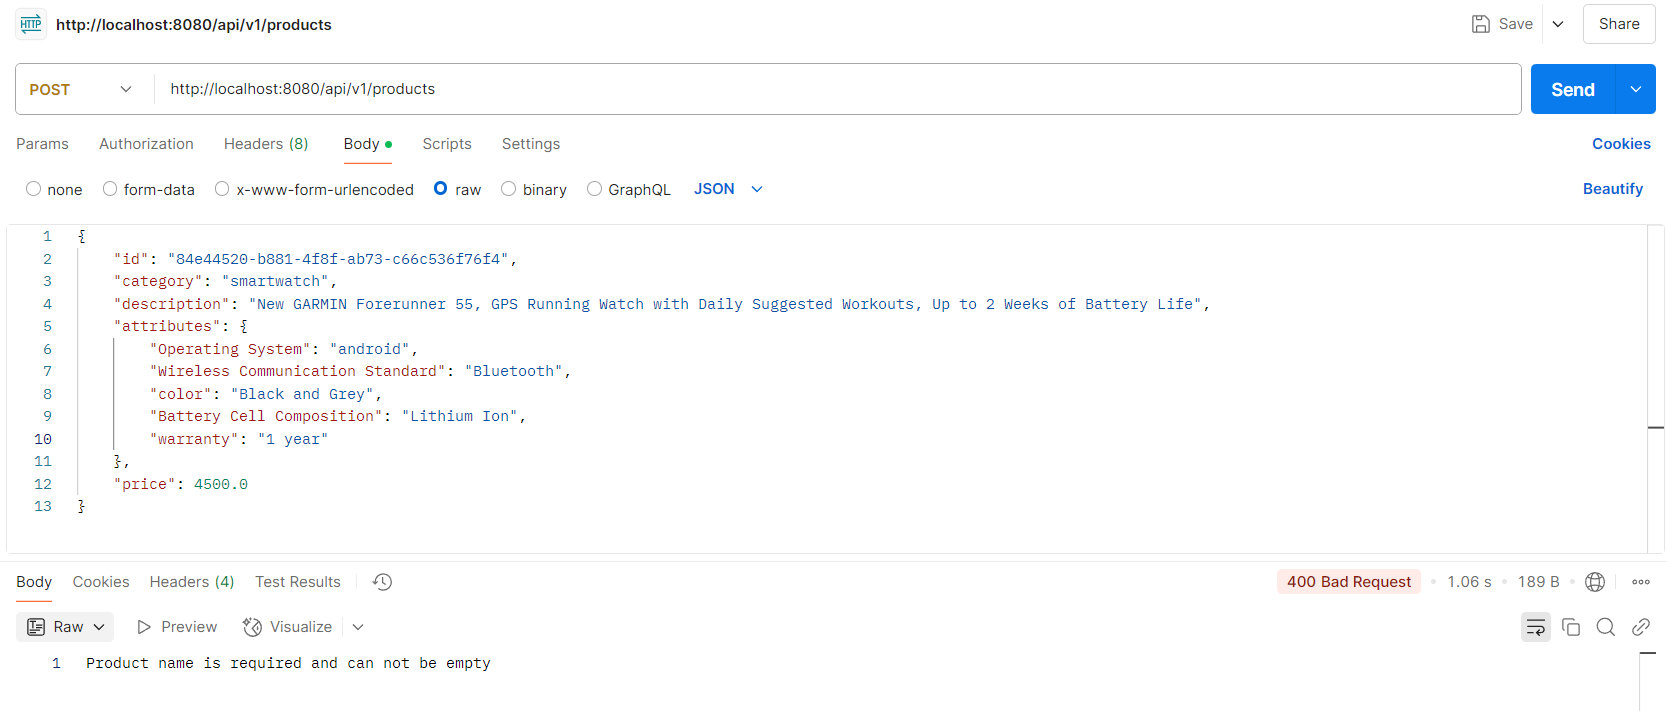 HTTP http://localhost:8080/api/v1/products Save Share
POST http://localhost:8080/api/v1/products Send
Params Authorization Headers (8) Body Scripts Settings Cookies
none form-data x-www-form-urlencoded raw binary GraphQL JSON Beautify
1 {
2 "id": "84e44520-b881-4f8f-ab73-c66c536f76f4",
3 "category": "smartwatch",
4 "description": "New GARMIN Forerunner 55, GPS Running Watch with Daily Suggested Workouts, Up to 2 Weeks of Battery Life",
5 "attributes": {
6 "Operating System": "android",
7 "Wireless Communication Standard": "Bluetooth",
8 "color": "Black and Grey",
9 "Battery Cell Composition": "Lithium Ion",
10 "warranty": "1 year"
11 },
12 "price": 4500.0
13 }
Body Cookies Headers (4) Test Results 400 Bad Request 1.06 s 189 B
Raw Preview Visualize
1 Product name is required and can not be empty